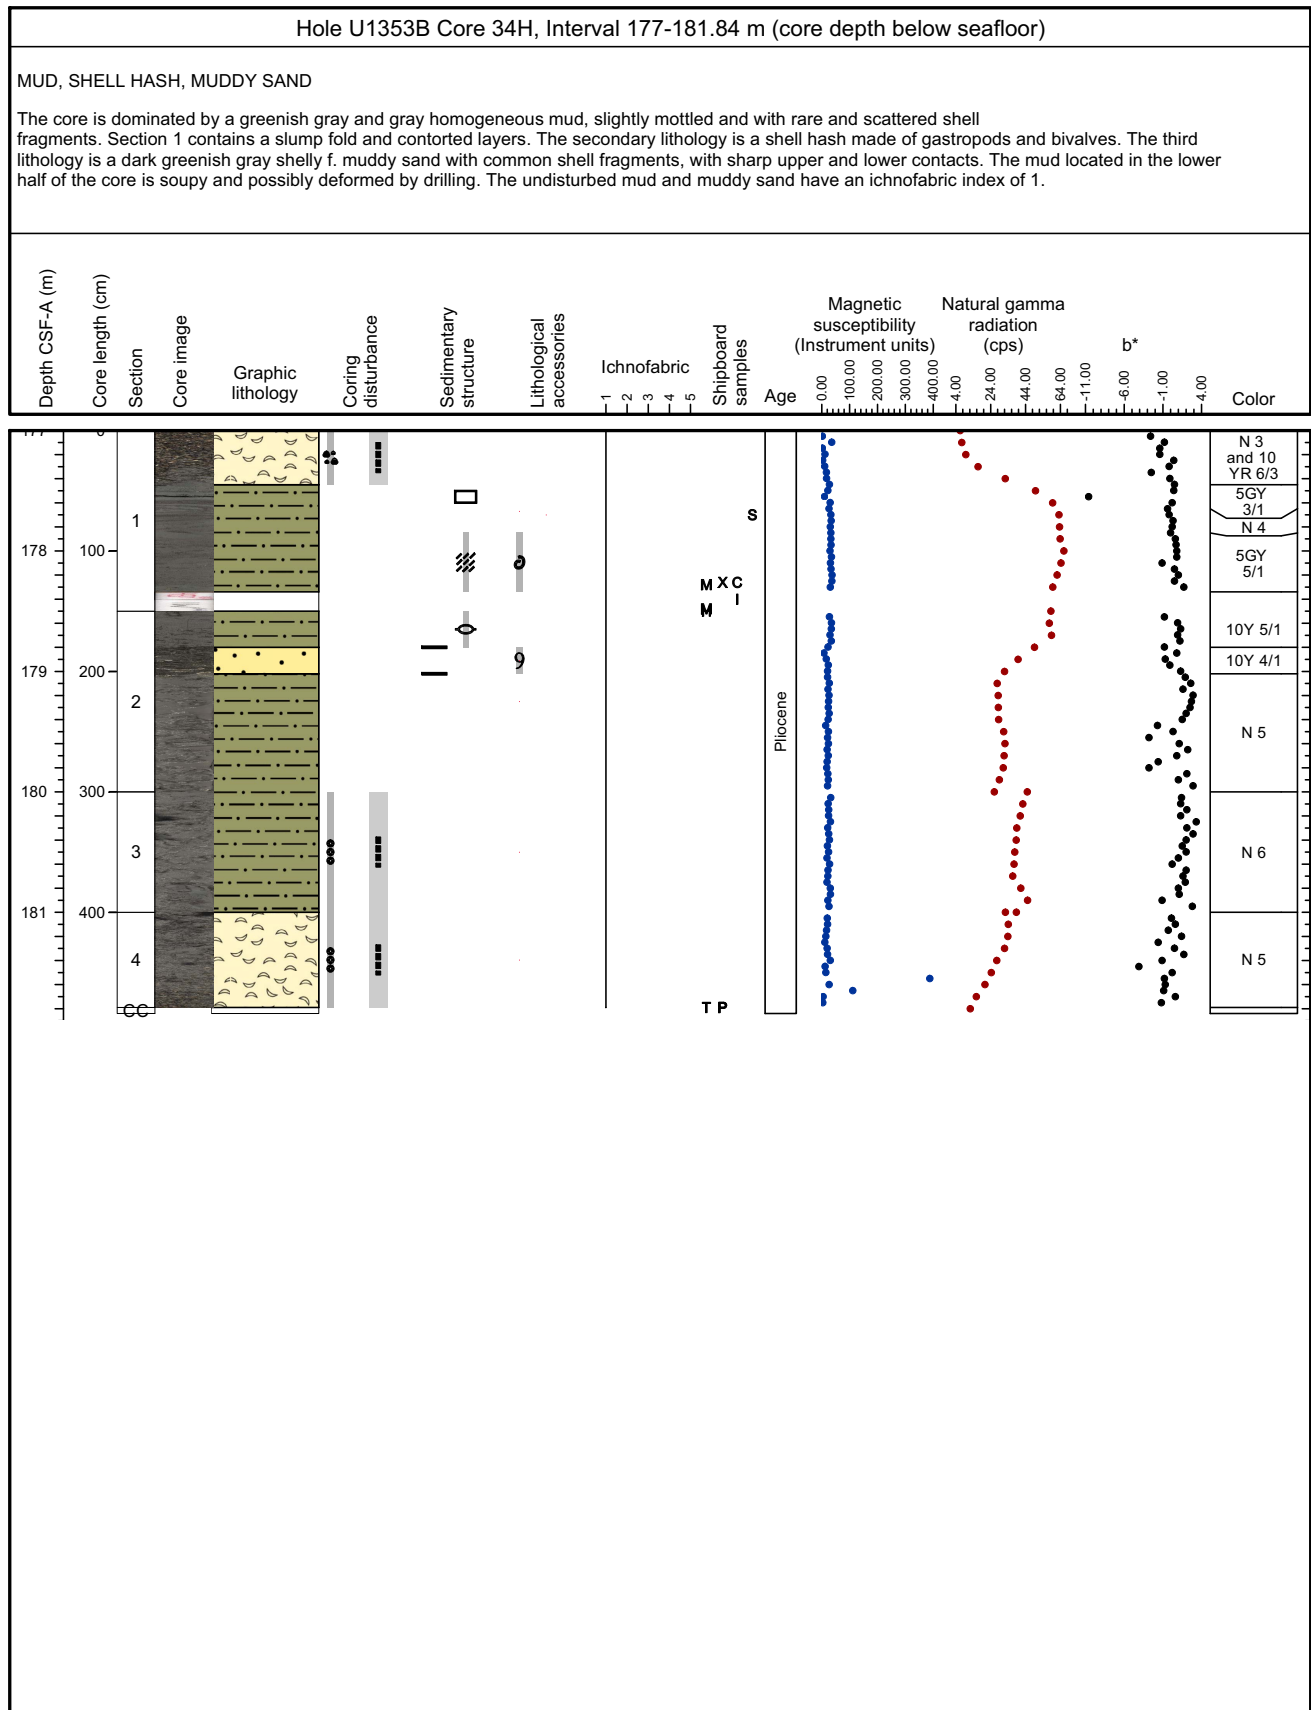 Hole U1353B Core 34H, Interval 177-181.84 m (core depth below seafloor)
MUD, SHELL HASH, MUDDY SAND
The core is dominated by a greenish gray and gray homogeneous mud, slightly mottled and with rare and scattered shell
fragments. Section 1 contains a slump fold and contorted layers. The secondary lithology is a shell hash made of gastropods and bivalves. The third
lithology is a dark greenish gray shelly f. muddy sand with common shell fragments, with sharp upper and lower contacts. The mud located in the lower
half of the core is soupy and possibly deformed by drilling. The undisturbed mud and muddy sand have an ichnofabric index of 1.
Depth CSF-A (m)
Core length (cm)
Section
Core image
Graphic
lithology
Coring
disturbance
Sedimentary
structure
Lithological
accessories
Ichnofabric
1 2 3 4 5
Shipboard
samples
Age
Magnetic
susceptibility
(Instrument units)
0.00 100.00 200.00 300.00 400.00
Natural gamma
radiation
(cps)
4.00 24.00 44.00 64.00
b*
-11.00 -6.00 -1.00 4.00
Color
177 0
N 3
and 10
YR 6/3
5GY
3/1
1 S
N 4
178 100
5GY
5/1
M X C
I
M
10Y 5/1
10Y 4/1
179 200
2
Pliocene
N 5
180 300
3
N 6
181 400
4
N 5
CC
T P